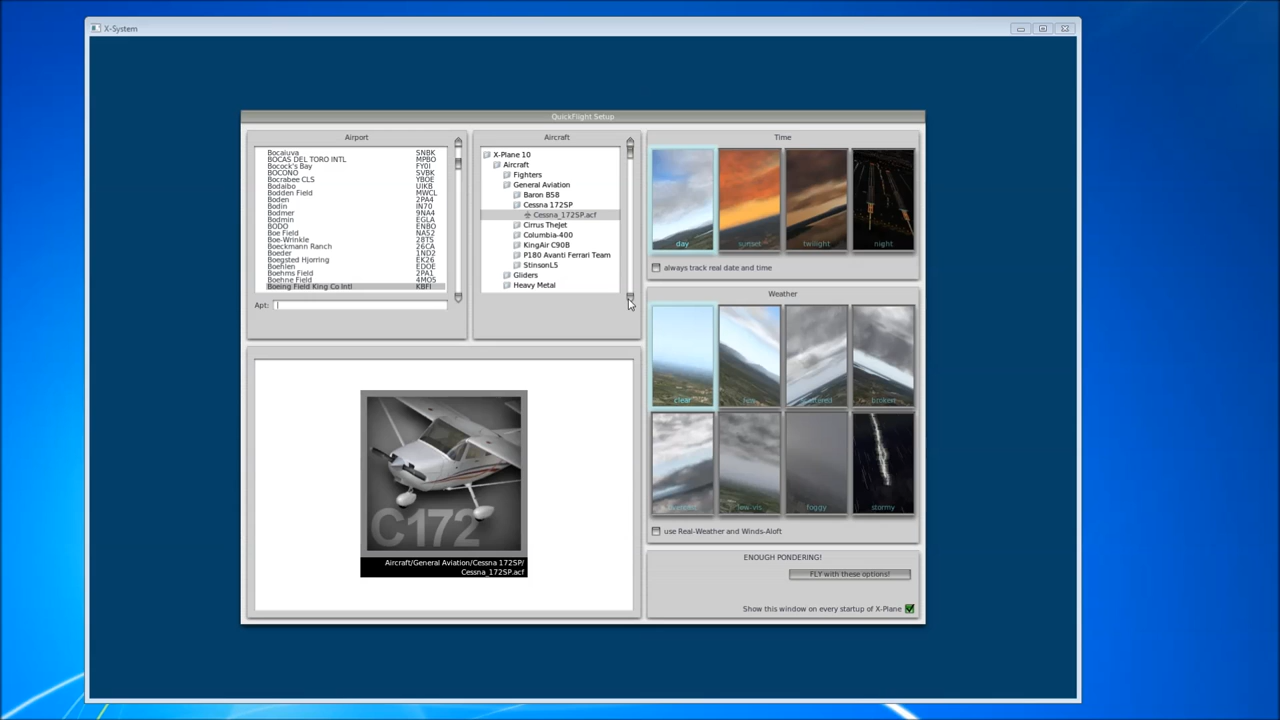 X-System
QuickFlight Setup
Airport
Bocaiuva SNBK
BOCAS DEL TORO INTL MPBO
Bocock's Bay FY0I
BOCONO SVBK
Bocrabee CLS YBOE
Bodaibo UIKB
Bodden Field MWCL
Boden 2PA4
Bodin IN70
Bodmer 9NA4
Bodmin EGLA
BODO ENBO
Boe Field NAS2
Boe-Wrinkle 28TS
Boeckmann Ranch 26CA
Boeder 1ND2
Boegsted Hjorring EK26
Boehlen EDOE
Boehms Field 2PA1
Boehne Field 4MO5
Boeing Field King Co Intl KBFI
Apt:
Aircraft
X-Plane 10
Aircraft
Fighters
General Aviation
Baron B58
Cessna 172SP
Cessna_172SP.acf
Cirrus TheJet
Columbia-400
KingAir C90B
P180 Avanti Ferrari Team
StinsonL5
Gliders
Heavy Metal
C172
Aircraft/General Aviation/Cessna 172SP/
Cessna_172SP.acf
Time
day
sunset
twilight
night
always track real date and time
Weather
clear
scattered
broken
low-vis
foggy
stormy
use Real-Weather and Winds-Aloft
ENOUGH PONDERING!
FLY with these options!
Show this window on every startup of X-Plane